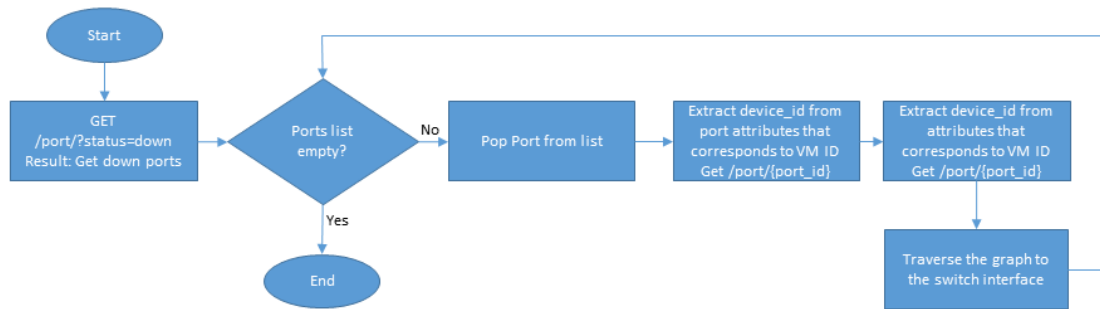 Start
GET
/port/?status=down
Result: Get down ports
Ports list
empty?
No
Pop Port from list
Extract device_id from
port attributes that
corresponds to VM ID
Get /port/{port_id}
Extract device_id from
attributes that
corresponds to VM ID
Get /port/{port_id}
Yes
End
Traverse the graph to
the switch interface